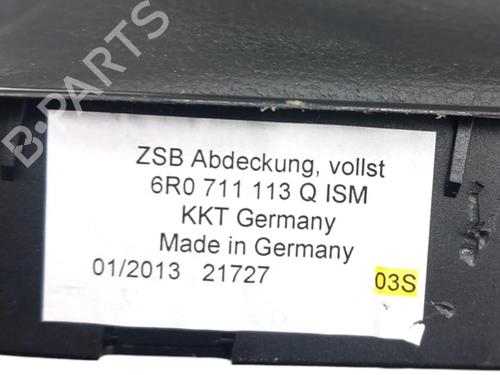 B-PARTS
ZSB Abdeckung, vollst
6R0 711 113 Q ISM
KKT Germany
Made in Germany
01/2013 21727
03S